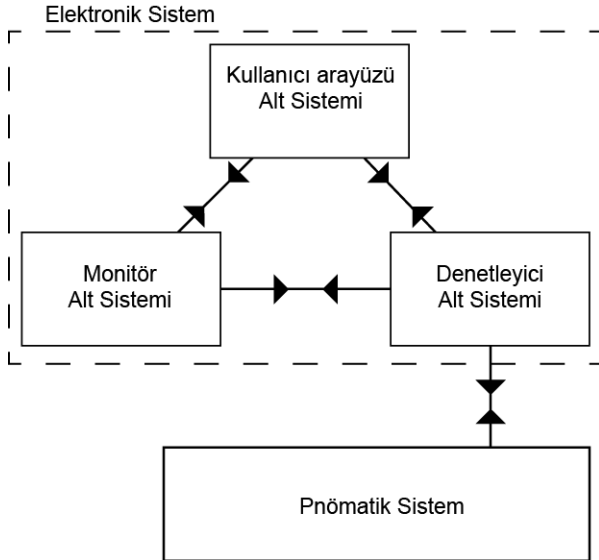 Elektronik Sistem
Kullanıcı arayüzü
Alt Sistemi
Monitör
Alt Sistemi
Denetleyici
Alt Sistemi
Pnömatik Sistem